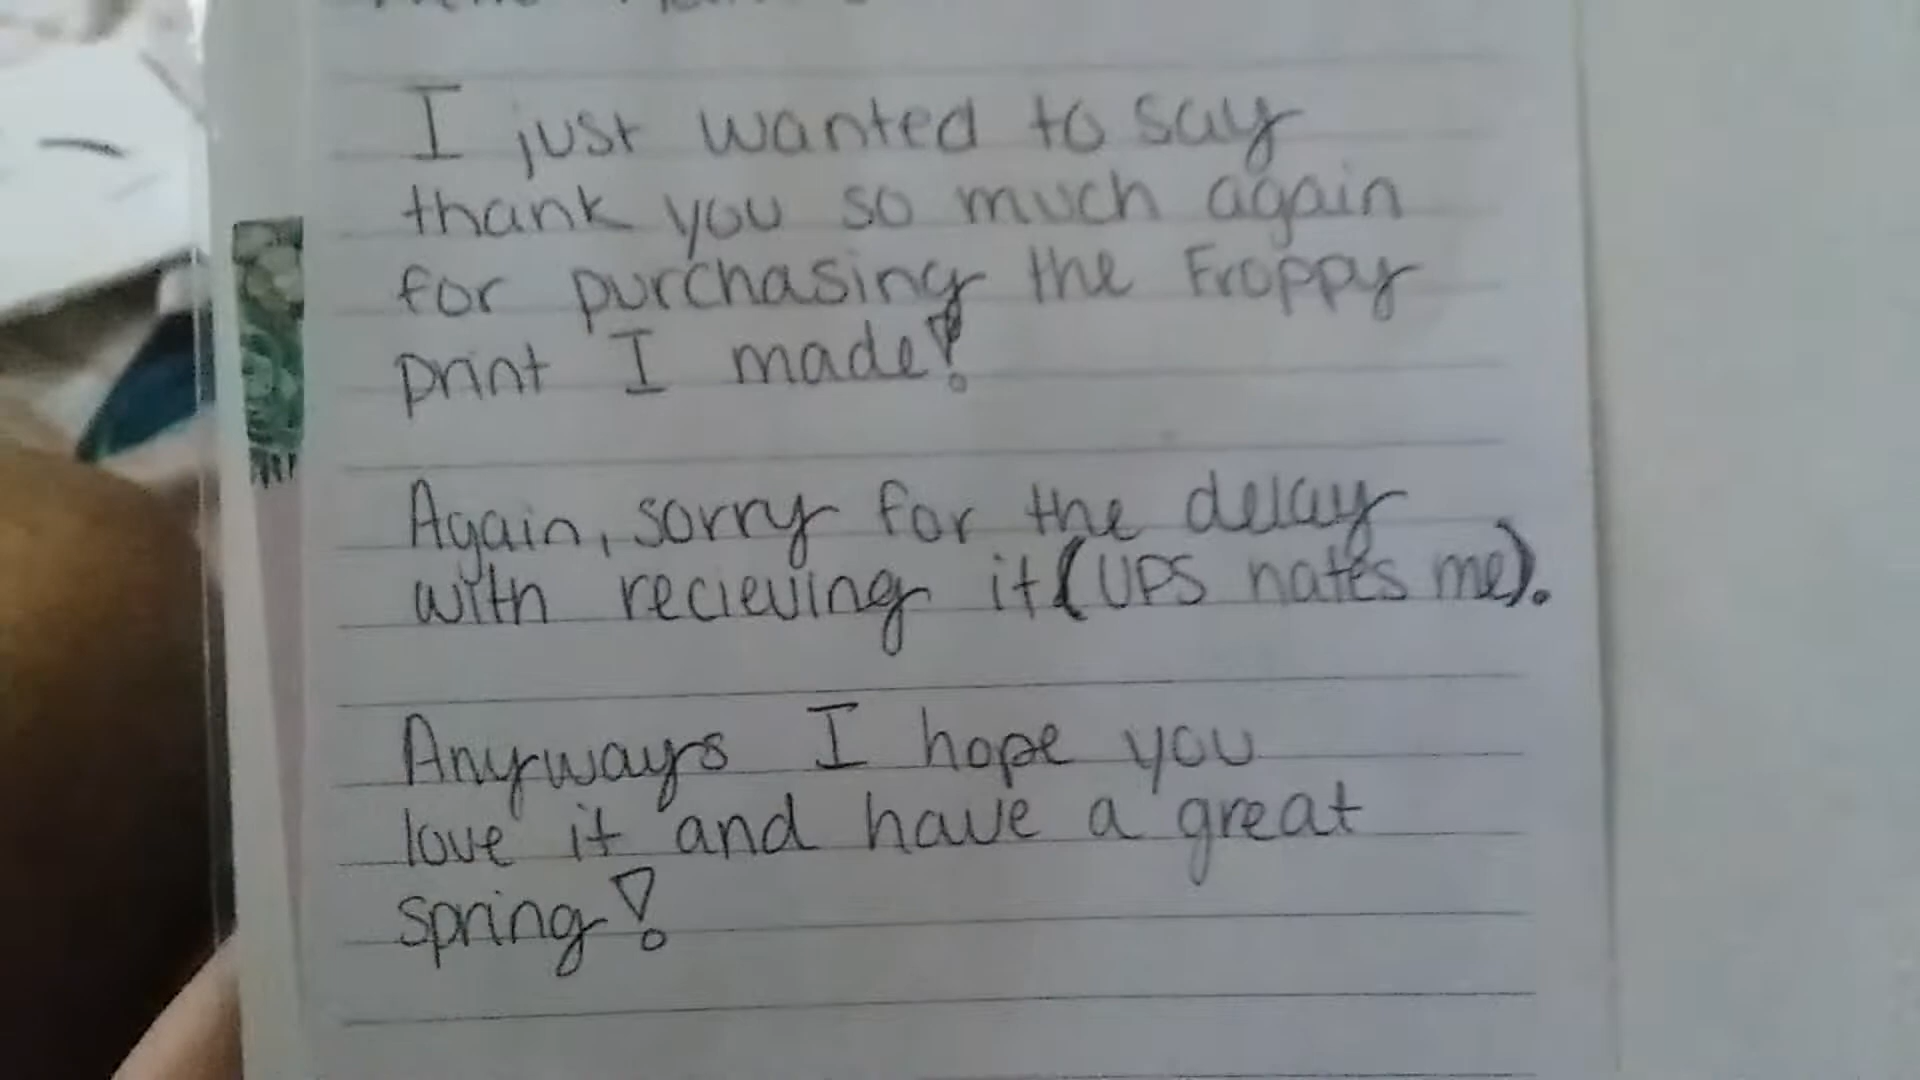 I just wanted to say
thank you so much again
for purchasing the Froppy
print I made!
Again, sorry for the delay
with recieving it (UPS hates me).
Anyways I hope you
love it and have a great
spring!